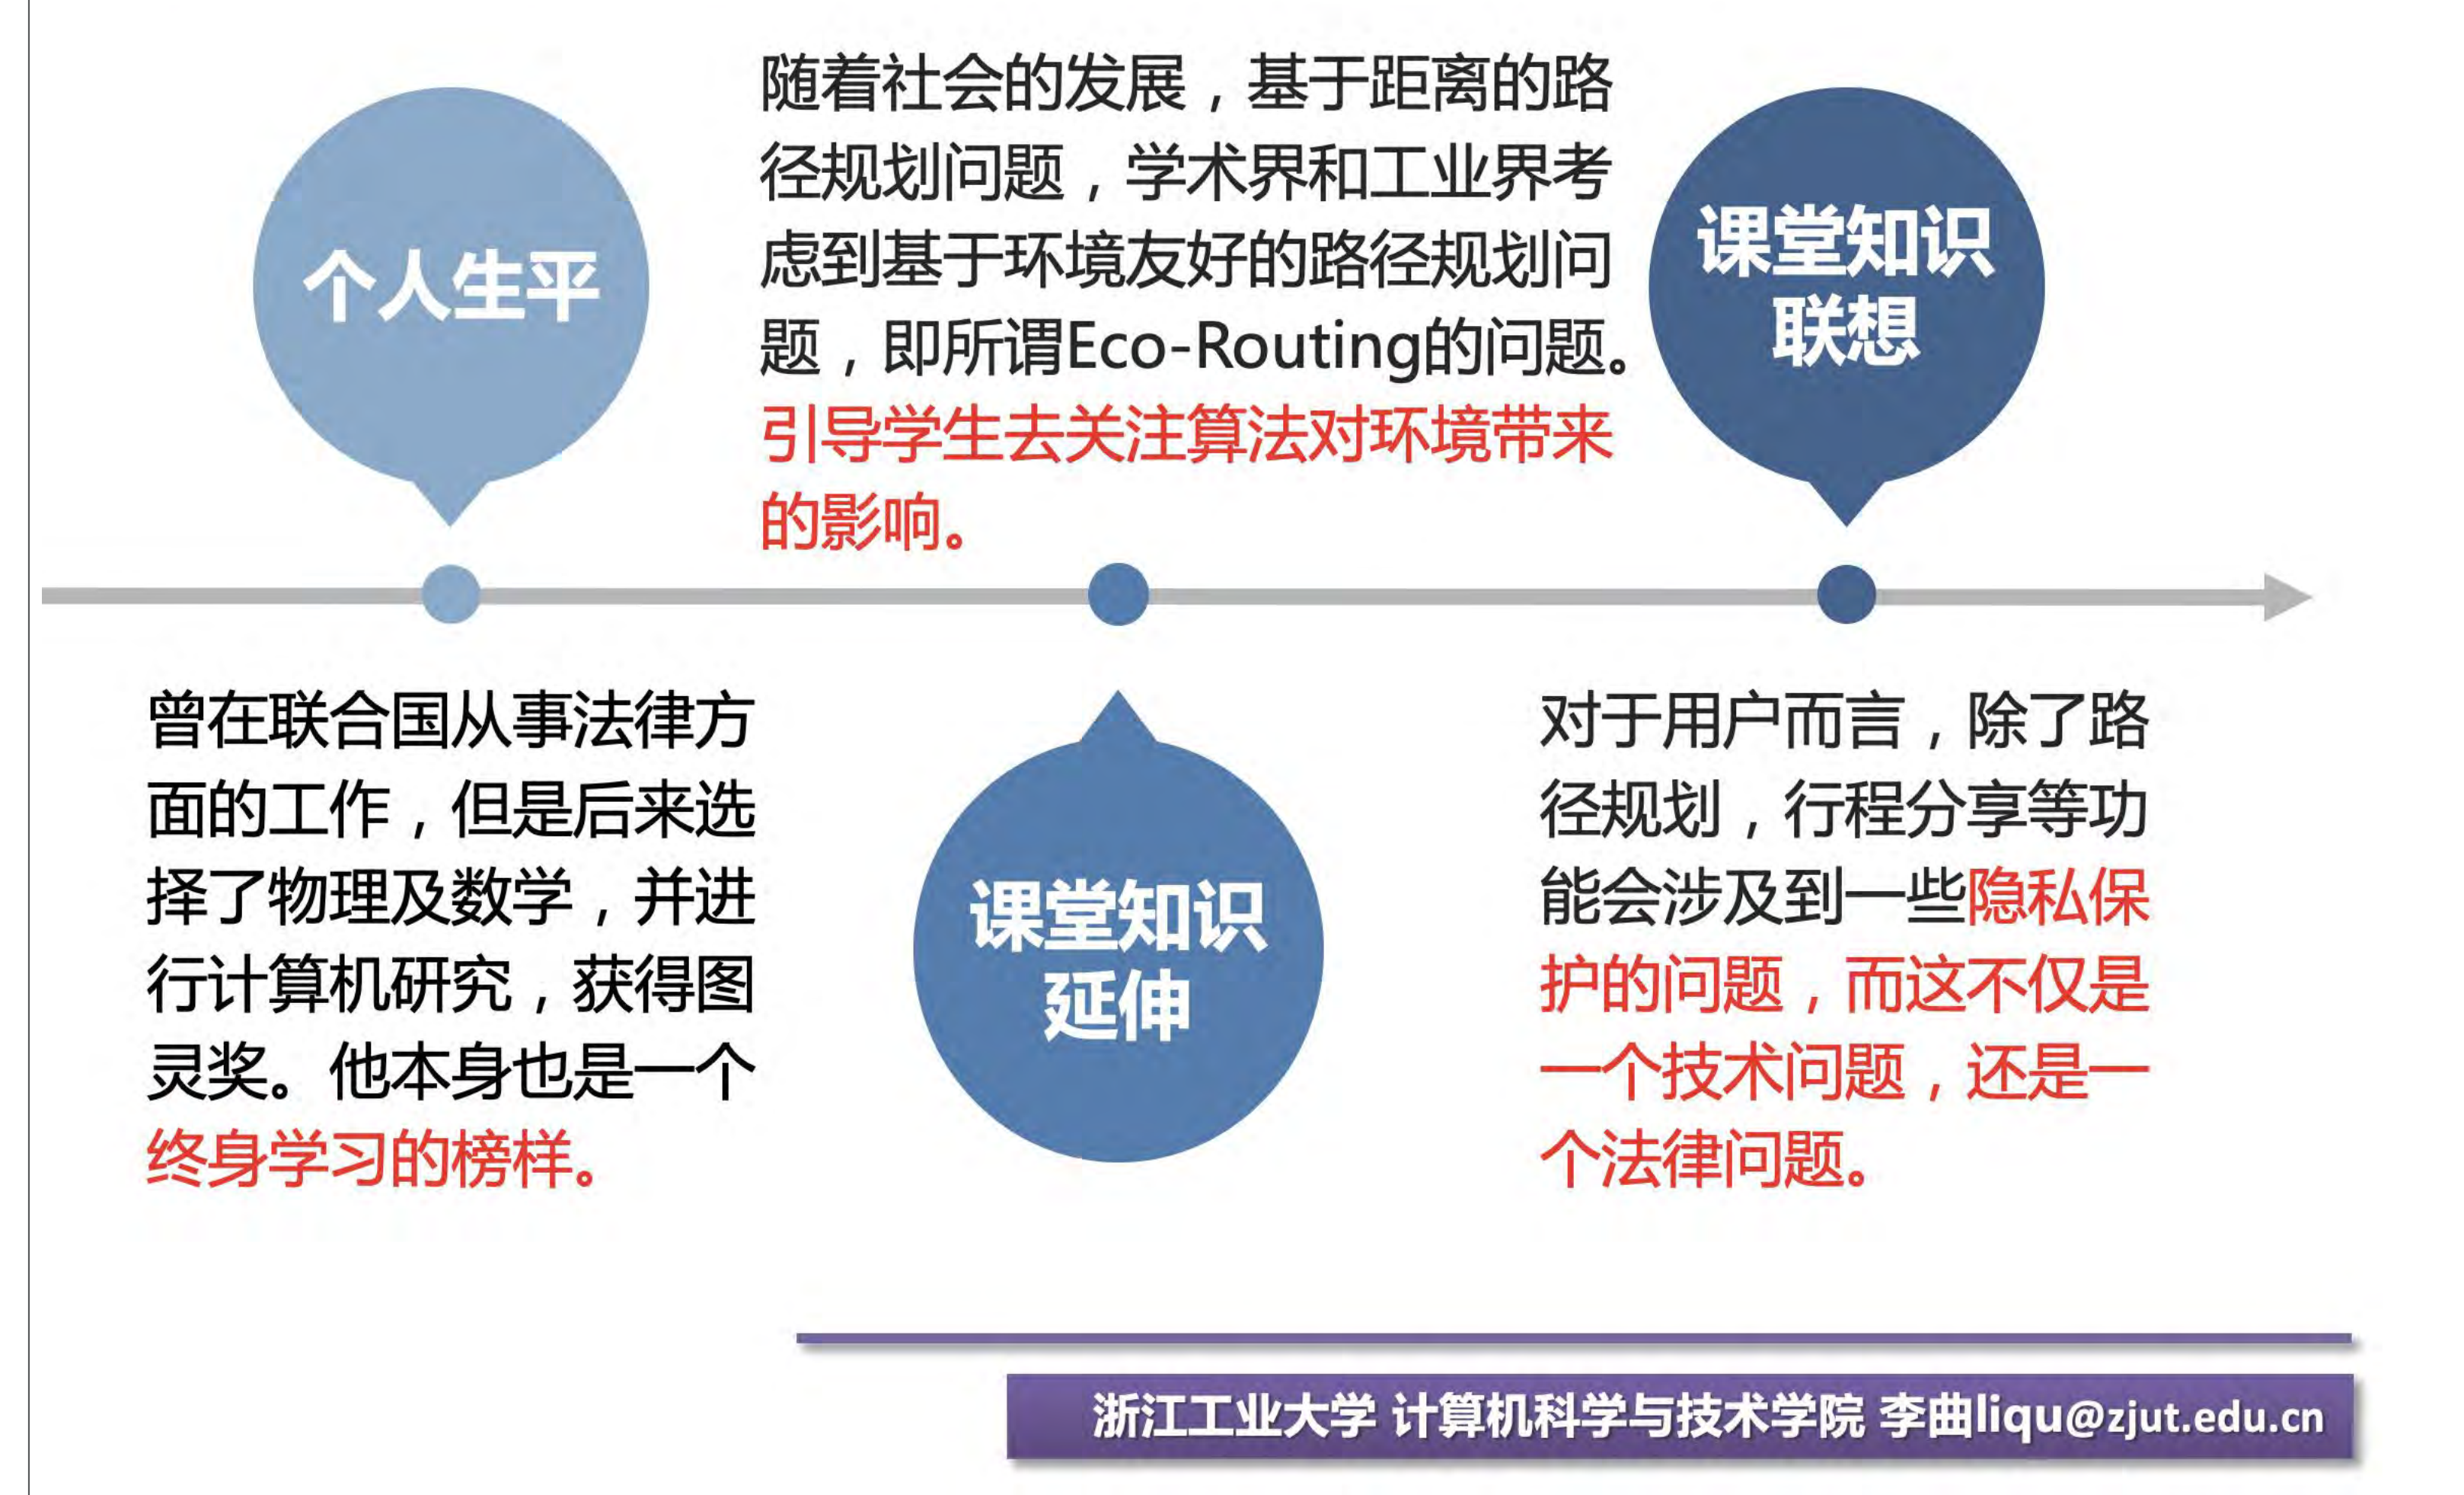 个人生平
曾在联合国从事法律方
面的工作，但是后来选
择了物理及数学，并进
行计算机研究，获得图
灵奖。他本身也是一个
终身学习的榜样。
随着社会的发展，基于距离的路
径规划问题，学术界和工业界考
虑到基于环境友好的路径规划问
题，即所谓Eco-Routing的问题。
引导学生去关注算法对环境带来
的影响。
课堂知识
延伸
课堂知识
联想
对于用户而言，除了路
径规划，行程分享等功
能会涉及到一些隐私保
护的问题，而这不仅是
一个技术问题，还是一
个法律问题。
浙江工业大学 计算机科学与技术学院 李曲liqu@zjut.edu.cn